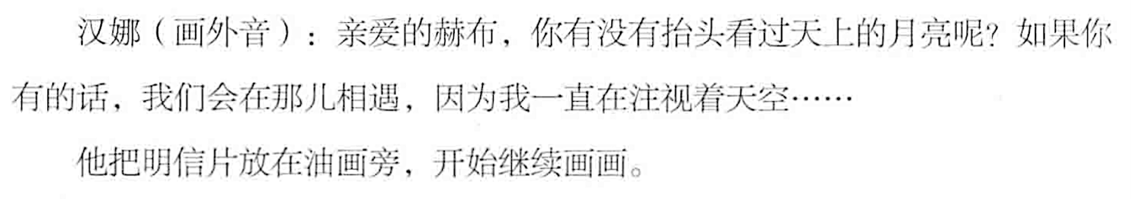 汉娜（画外音）：亲爱的赫布，你有没有抬头看过天上的月亮呢？如果你
有的话，我们会在那儿相遇，因为我一直在注视着天空……
他把明信片放在油画旁，开始继续画画。